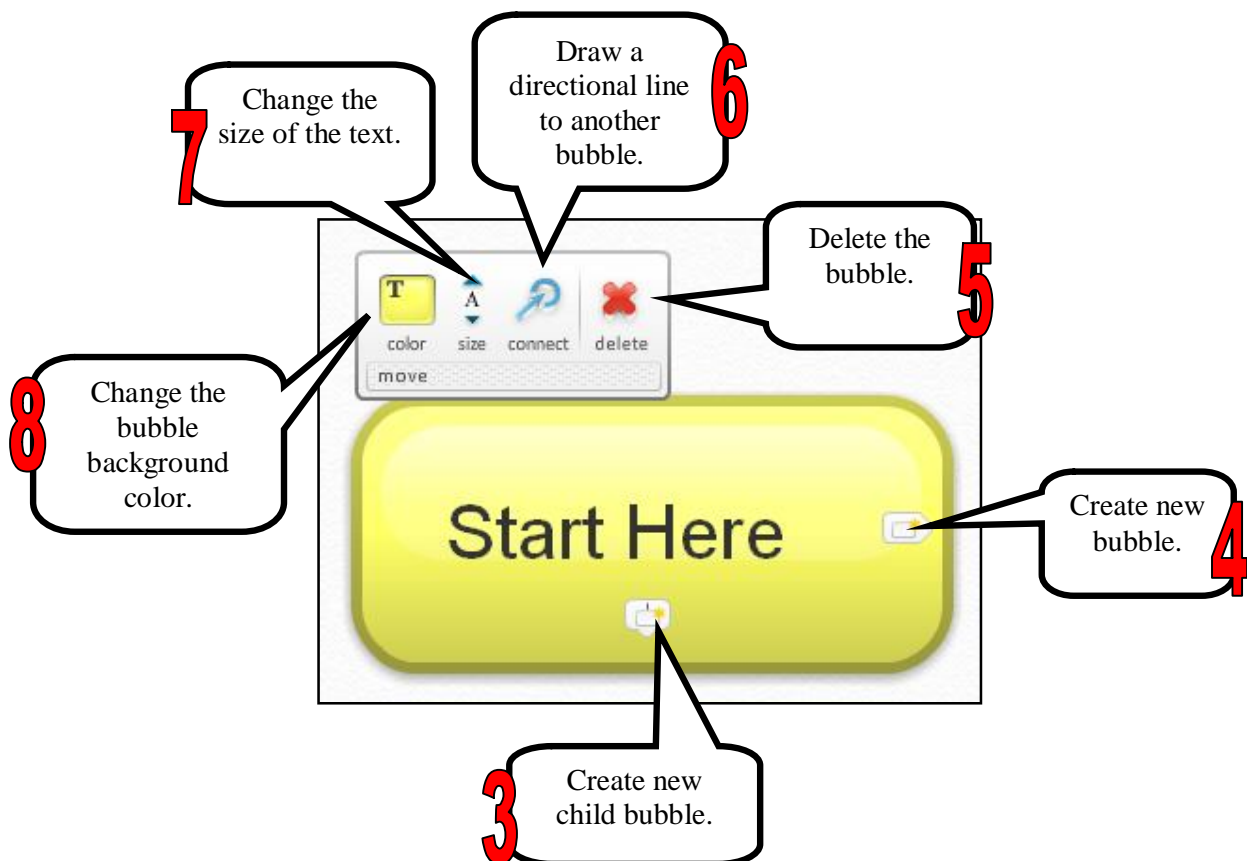 6
Draw a
directional line
to another
bubble.
7
Change the
size of the text.
5
Delete the
bubble.
T
A
color size connect delete
move
8
Change the
bubble
background
color.
Start Here
4
Create new
bubble.
3
Create new
child bubble.